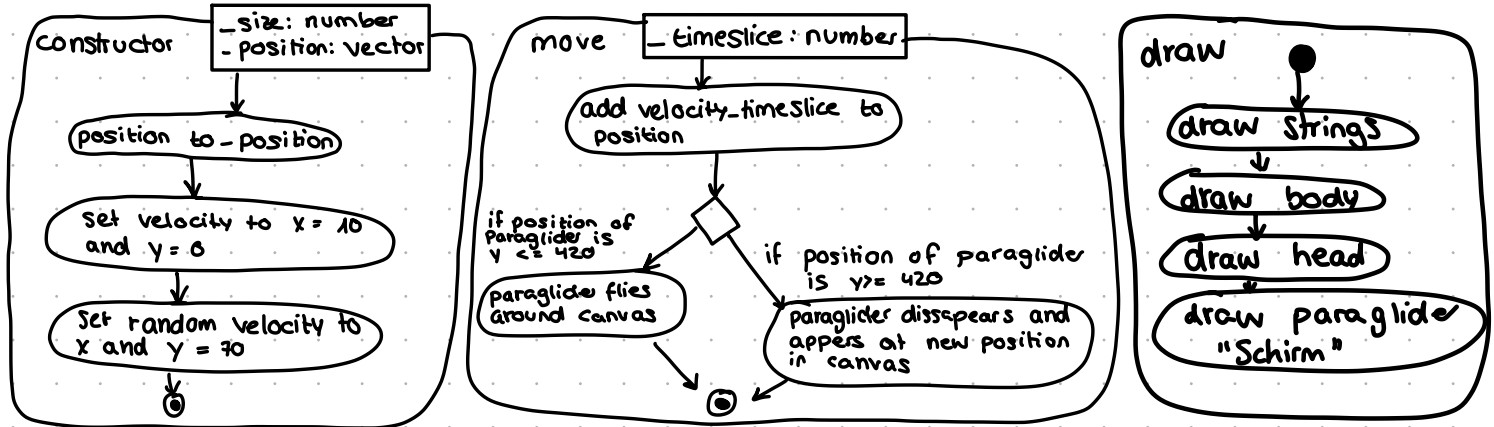 constructor
_size: number
- position: vector
position to - position
set velocity to x = 10
and y = 0
set random velocity to
x and y = 70
move
_ timeslice: number
add velocity_timeslice to
position
if position of
paraglider is
y <= 420
paraglider flies
around canvas
if position of paraglider
is y>= 420
paraglider dissapears and
appers at new position
in canvas
draw
draw strings
draw body
draw head
draw paraglide
"Schirm"